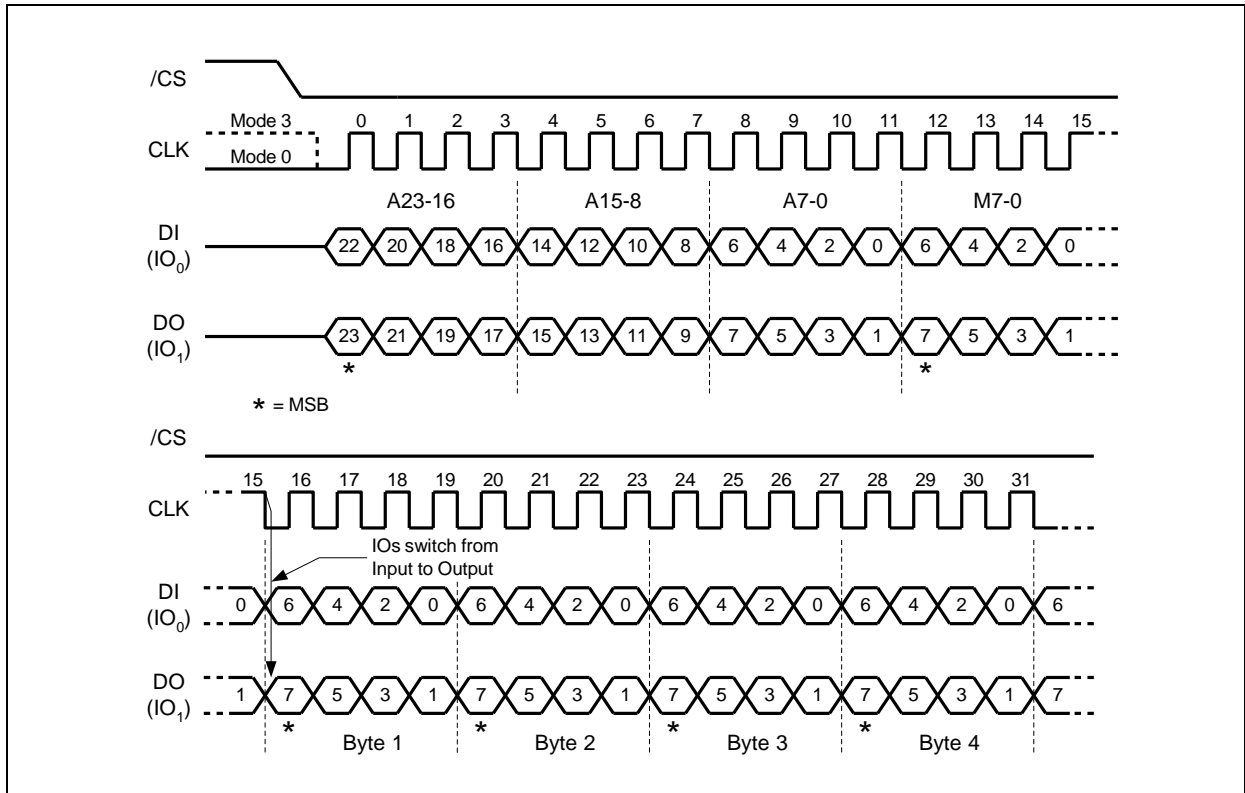 /CS
Mode 3 0 1 2 3 4 5 6 7 8 9 10 11 12 13 14 15
CLK
Mode 0
A23-16 A15-8 A7-0 M7-0
DI
(IO0) 22 20 18 16 14 12 10 8 6 4 2 0 6 4 2 0
DO
(IO1) 23 21 19 17 15 13 11 9 7 5 3 1 7 5 3 1
* *
* = MSB
/CS
15 16 17 18 19 20 21 22 23 24 25 26 27 28 29 30 31
CLK
IOs switch from
Input to Output
DI
(IO0) 0 6 4 2 0 6 4 2 0 6 4 2 0 6 4 2 0 6
DO
(IO1) 1 7 5 3 1 7 5 3 1 7 5 3 1 7 5 3 1 7
* * * *
Byte 1 Byte 2 Byte 3 Byte 4